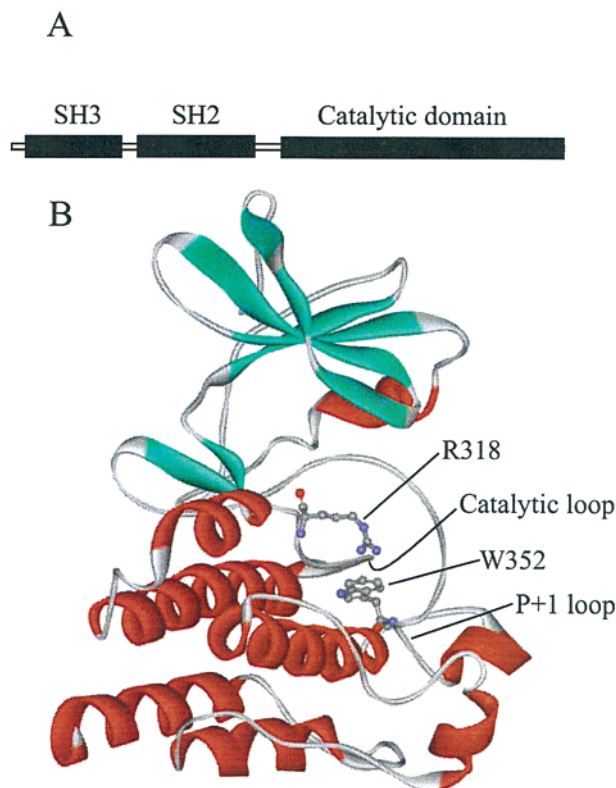 A
SH3 SH2 Catalytic domain
B
R318
Catalytic loop
W352
P+1 loop